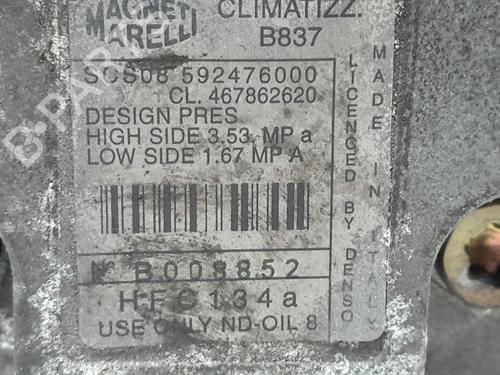 MAGNETI
MARELLI
CLIMATIZZ.
B837
SCS08 592476000
CL. 467862620
DESIGN PRES
HIGH SIDE 3.53 MP a
LOW SIDE 1.67 MP A
N° B008852
HFC134a
USE ONLY ND-OIL 8
LICENCED BY DENSO
MADE IN ITALY
B-PARTS